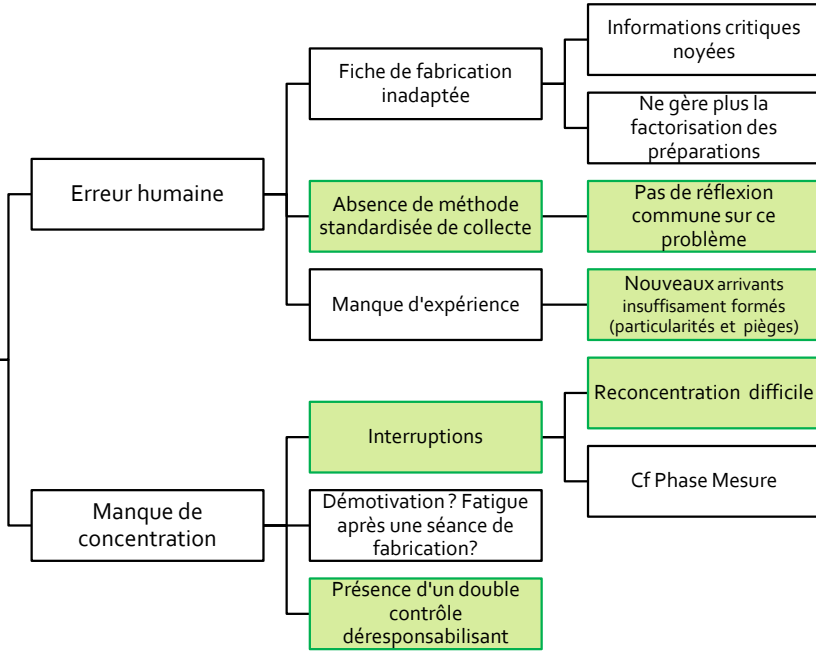 Informations critiques
noyées
Fiche de fabrication
inadaptée
Ne gère plus la
factorisation des
préparations
Erreur humaine
Absence de méthode
standardisée de collecte
Pas de réflexion
commune sur ce
problème
Manque d'expérience
Nouveaux arrivants
insuffisament formés
(particularités et pièges)
Reconcentration difficile
Interruptions
Cf Phase Mesure
Manque de
concentration
Démotivation ? Fatigue
après une séance de
fabrication?
Présence d'un double
contrôle
déresponsabilisant